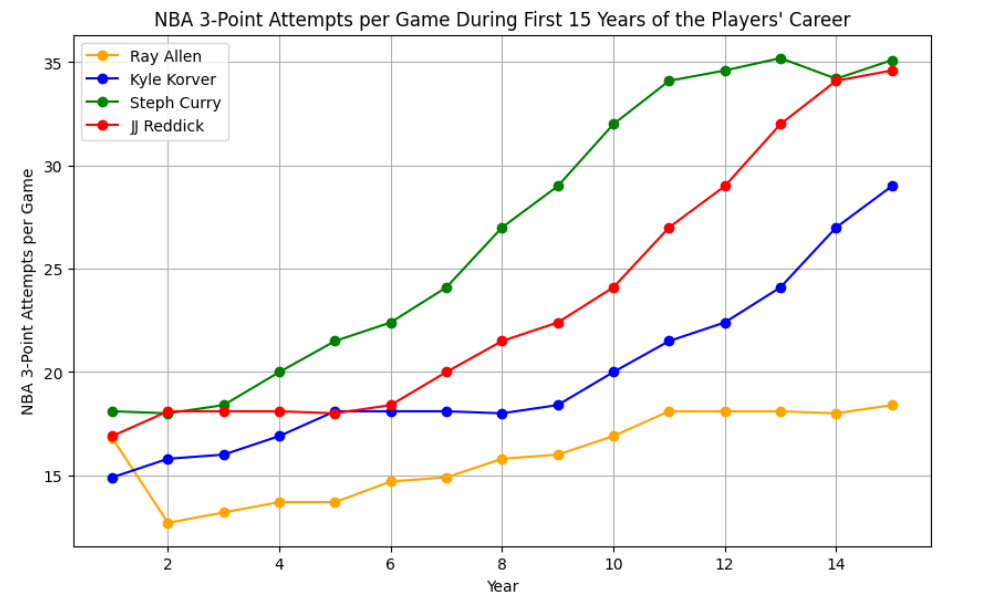 NBA 3-Point Attempts per Game During First 15 Years of the Players' Career
Ray Allen
Kyle Korver
Steph Curry
JJ Reddick
NBA 3-Point Attempts per Game
35
30
25
20
15
2 4 6 8 10 12 14
Year